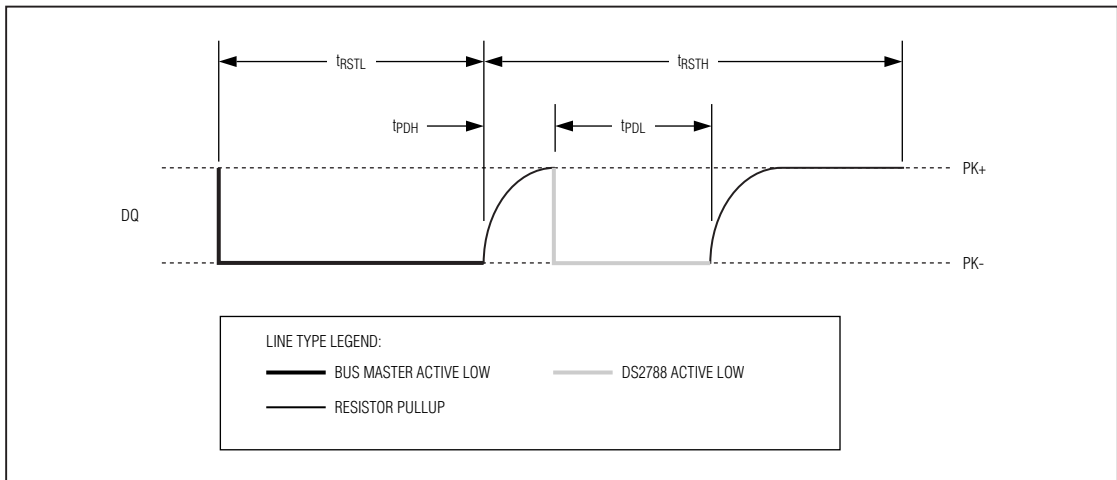 tRSTL
tRSTH
tPDH
tPDL
PK+
DQ
PK-
LINE TYPE LEGEND:
BUS MASTER ACTIVE LOW
DS2788 ACTIVE LOW
RESISTOR PULLUP